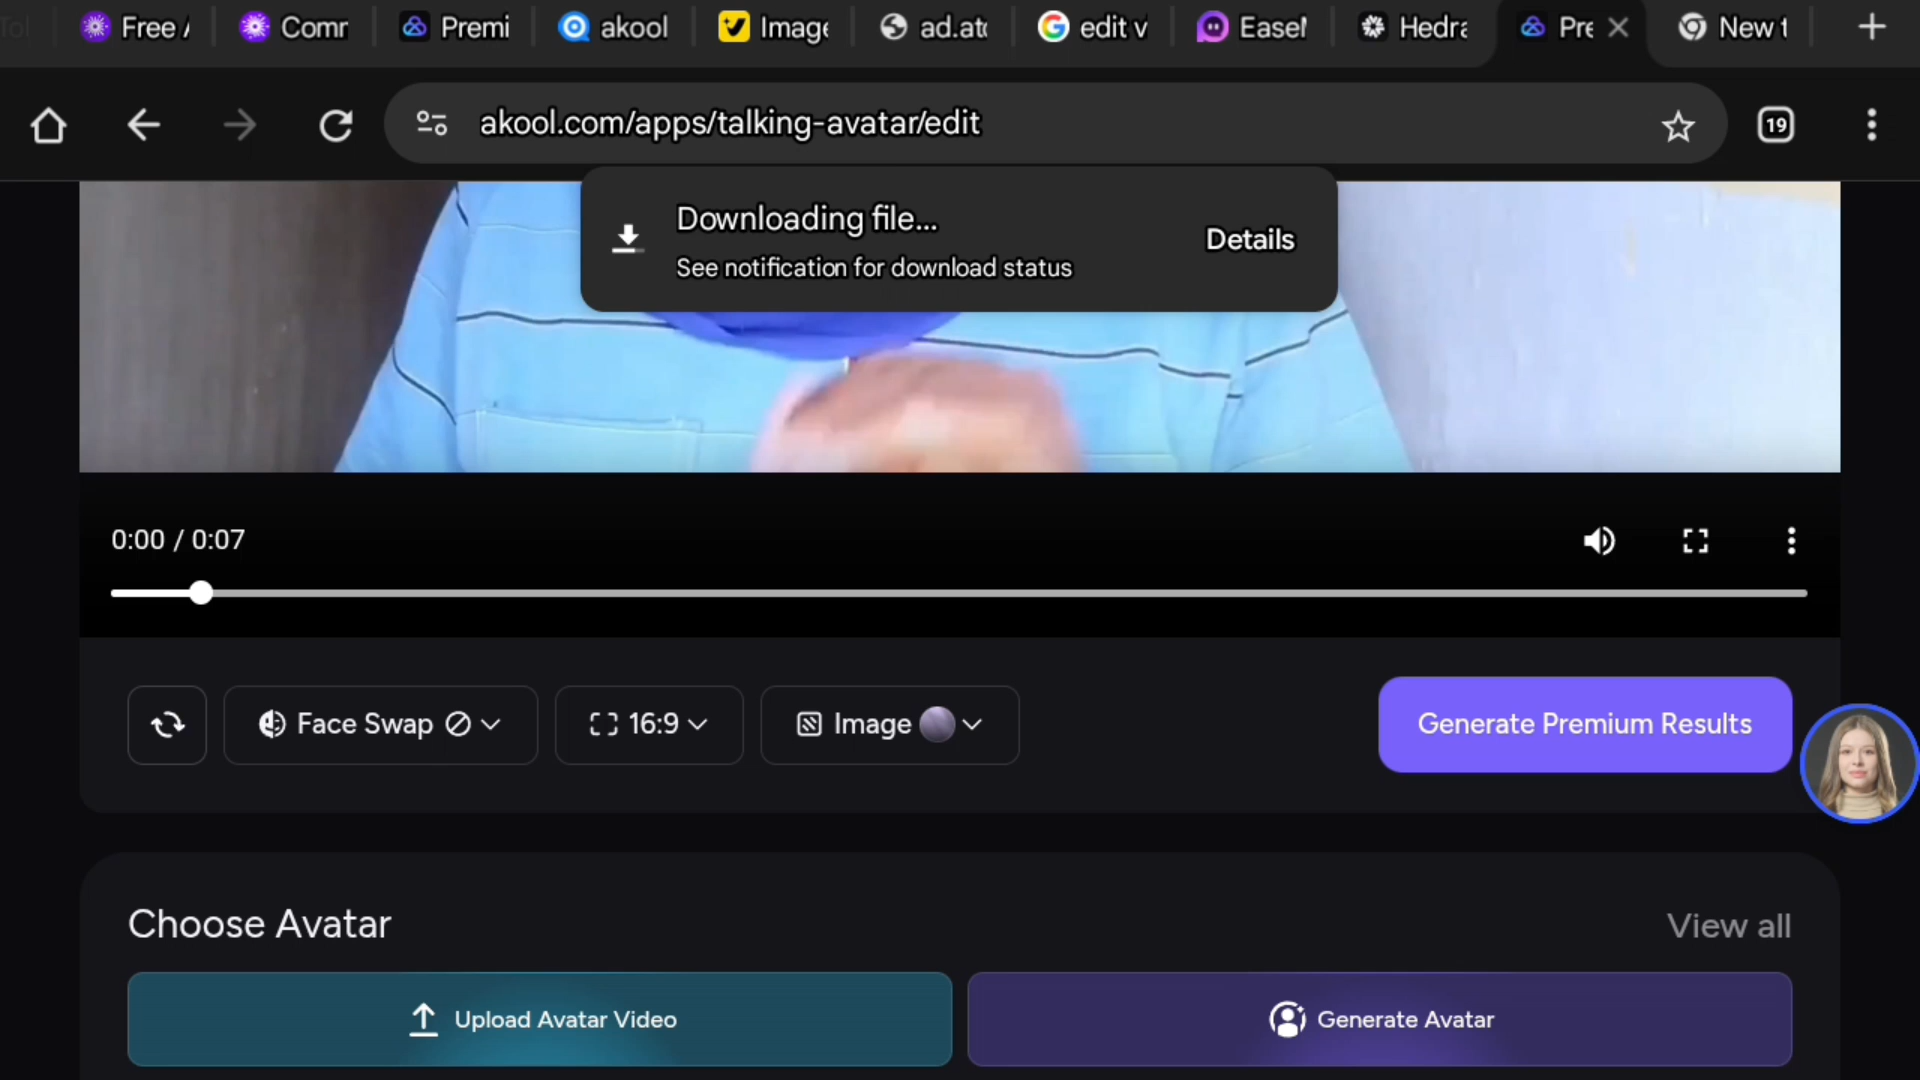 Free
Comr
Premi
akool
Image
ad.ato
edit v
Ease
Hedra
Pre
New t
akool.com/apps/talking-avatar/edit
19
Downloading file...
See notification for download status
Details
0:00 / 0:07
Face Swap
16:9
Image
Generate Premium Results
Choose Avatar
View all
Upload Avatar Video
Generate Avatar